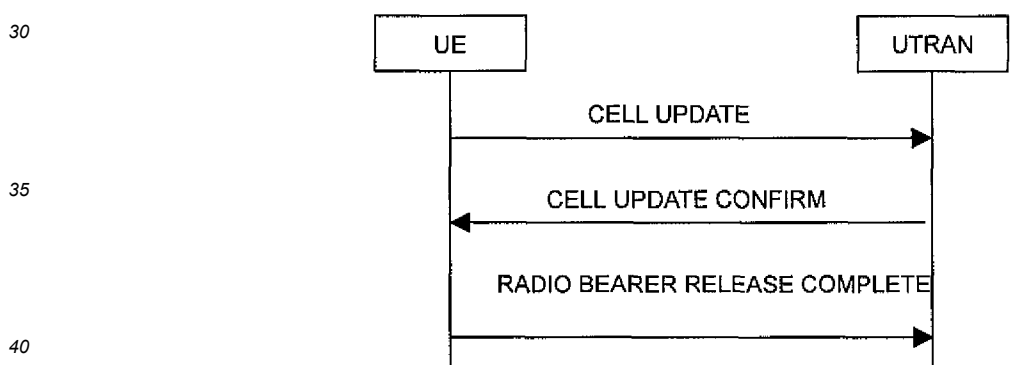 30
UE
UTRAN
CELL UPDATE
35
CELL UPDATE CONFIRM
RADIO BEARER RELEASE COMPLETE
40